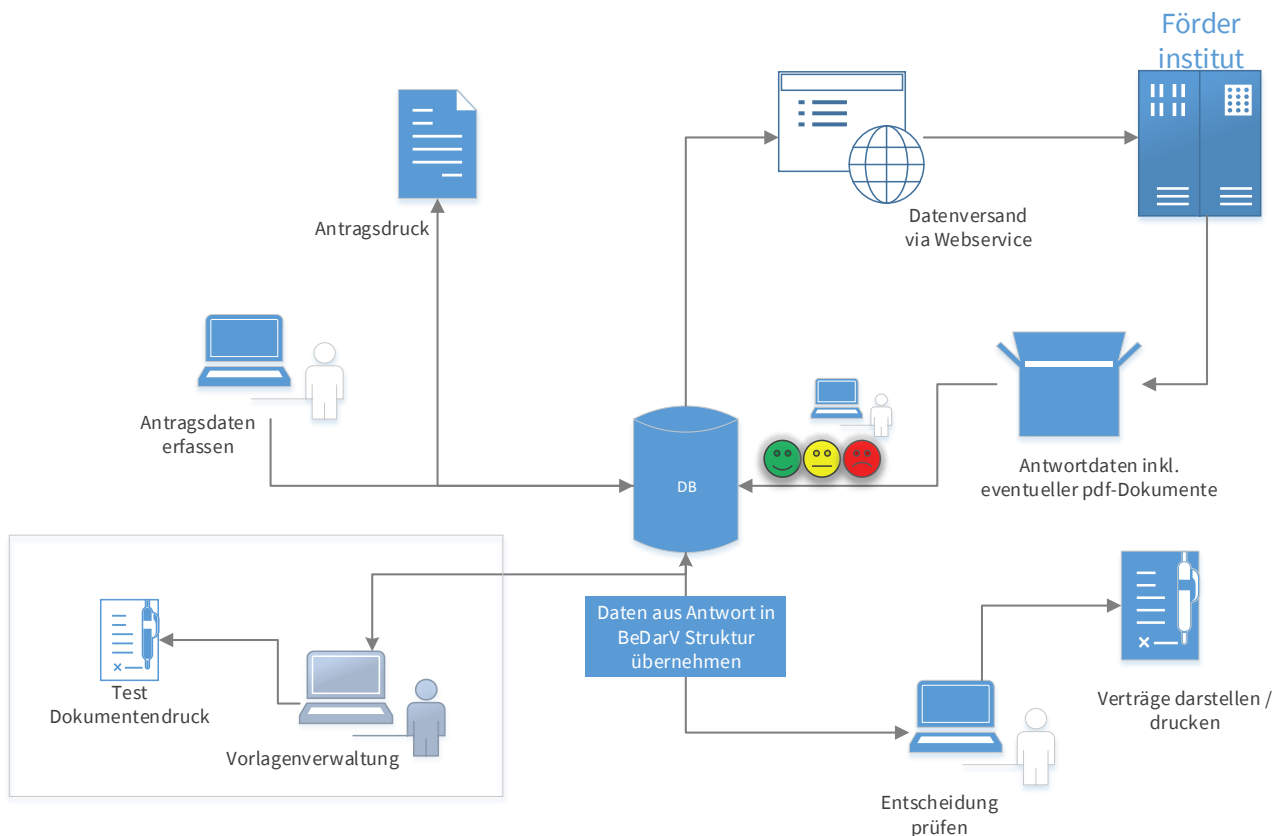 Förder
institut
Antragsdruck
Datenversand
via Webservice
Antragsdaten
erfassen
DB
Antwortdaten inkl.
eventueller pdf-Dokumente
Daten aus Antwort in
BeDarV Struktur
übernehmen
Test
Dokumentendruck
Vorlagenverwaltung
Verträge darstellen /
drucken
Entscheidung
prüfen